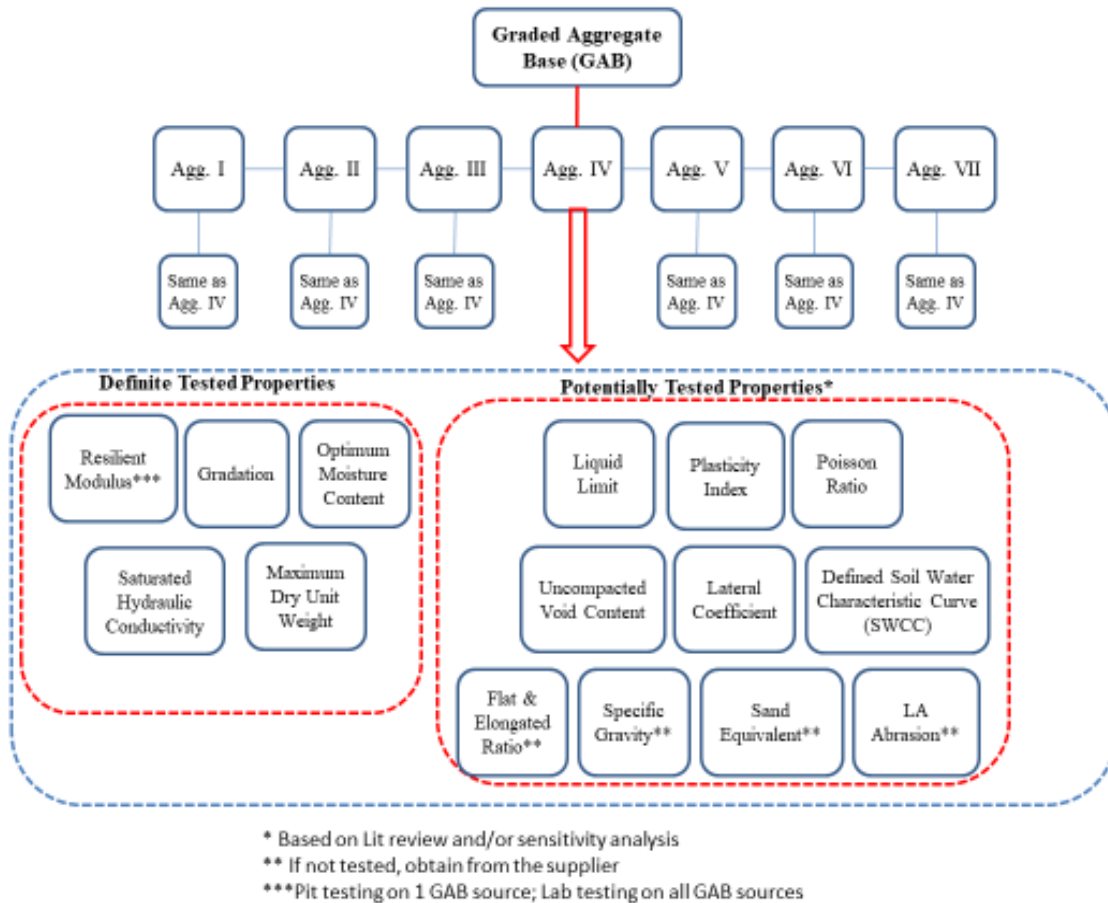 Graded Aggregate
Base (GAB)
Agg. I
Agg. II
Agg. III
Agg. IV
Agg. V
Agg. VI
Agg. VII
Same as
Agg. IV
Same as
Agg. IV
Same as
Agg. IV
Same as
Agg. IV
Same as
Agg. IV
Same as
Agg. IV
Definite Tested Properties
Resilient
Modulus***
Gradation
Optimum
Moisture
Content
Saturated
Hydraulic
Conductivity
Maximum
Dry Unit
Weight
Potentially Tested Properties*
Liquid
Limit
Plasticity
Index
Poisson
Ratio
Uncompacted
Void Content
Lateral
Coefficient
Defined Soil Water
Characteristic Curve
(SWCC)
Flat &
Elongated
Ratio**
Specific
Gravity**
Sand
Equivalent**
LA
Abrasion**
* Based on Lit review and/or sensitivity analysis
** If not tested, obtain from the supplier
***Pit testing on 1 GAB source; Lab testing on all GAB sources